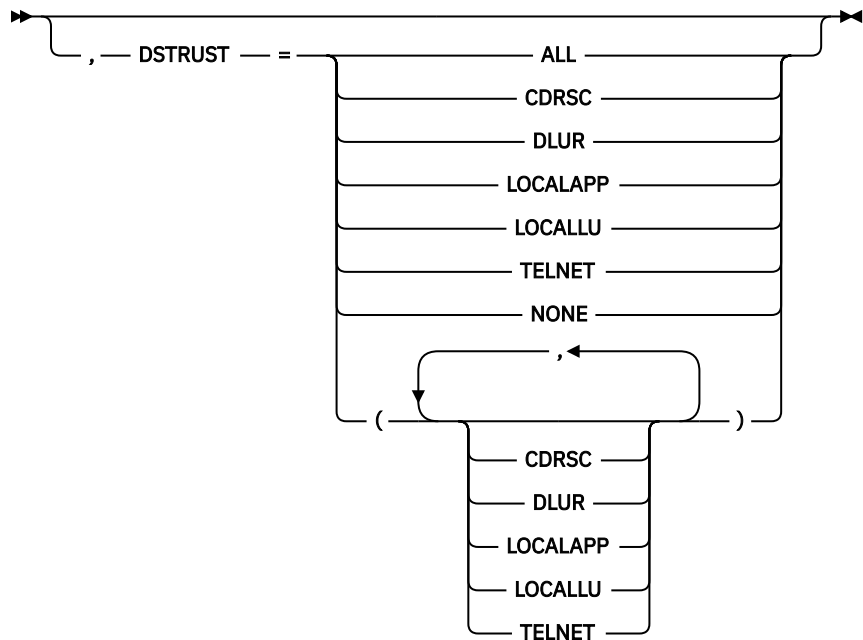 , DSTRUST = ALL
CDRSC
DLUR
LOCALAPP
LOCALLU
TELNET
NONE
,
( )
CDRSC
DLUR
LOCALAPP
LOCALLU
TELNET